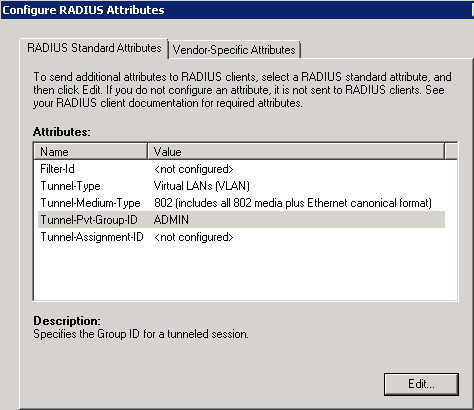 Configure RADIUS Attributes
RADIUS Standard Attributes Vendor-Specific Attributes
To send additional attributes to RADIUS clients, select a RADIUS standard attribute, and
then click Edit. If you do not configure an attribute, it is not sent to RADIUS clients. See
your RADIUS client documentation for required attributes.
Attributes:
Name Value
Filter-Id <not configured>
Tunnel-Type Virtual LANs (VLAN)
Tunnel-Medium-Type 802 (includes all 802 media plus Ethernet canonical format)
Tunnel-Pvt-Group-ID ADMIN
Tunnel-Assignment-ID <not configured>
Description:
Specifies the Group ID for a tunneled session.
Edit...